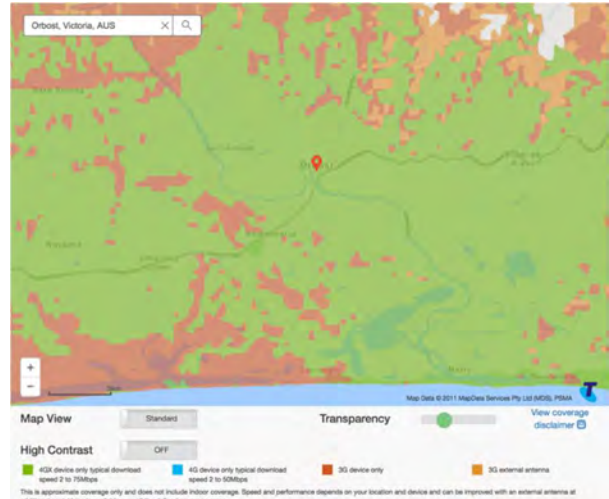 Orbost, Victoria, AUS
Map Data © 2011 MapData Services Pty Ltd (MDS), PSMA
Map View
Standard
Transparency
View coverage
disclaimer
High Contrast
OFF
4GX device only typical download
speed 2 to 75Mbps
4G device only typical download
speed 2 to 50Mbps
3G device only
3G external antenna
This is approximate coverage only and does not include indoor coverage. Speed and performance depends on your location and device and can be improved with an external antenna at